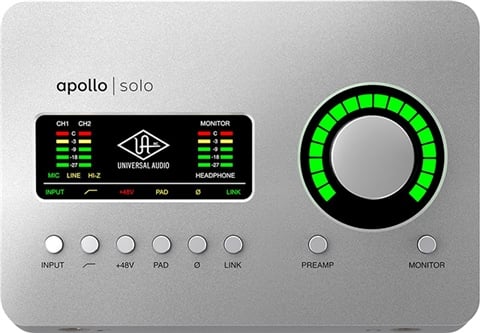 apollo | solo
CH1 CH2 MONITOR
C C
-3 -3
-9 -9
-18 -18
-27 -27
UA
UNIVERSAL AUDIO
MIC LINE HI-Z HEADPHONE
INPUT +48V PAD Ø LINK
INPUT +48V PAD Ø LINK PREAMP MONITOR